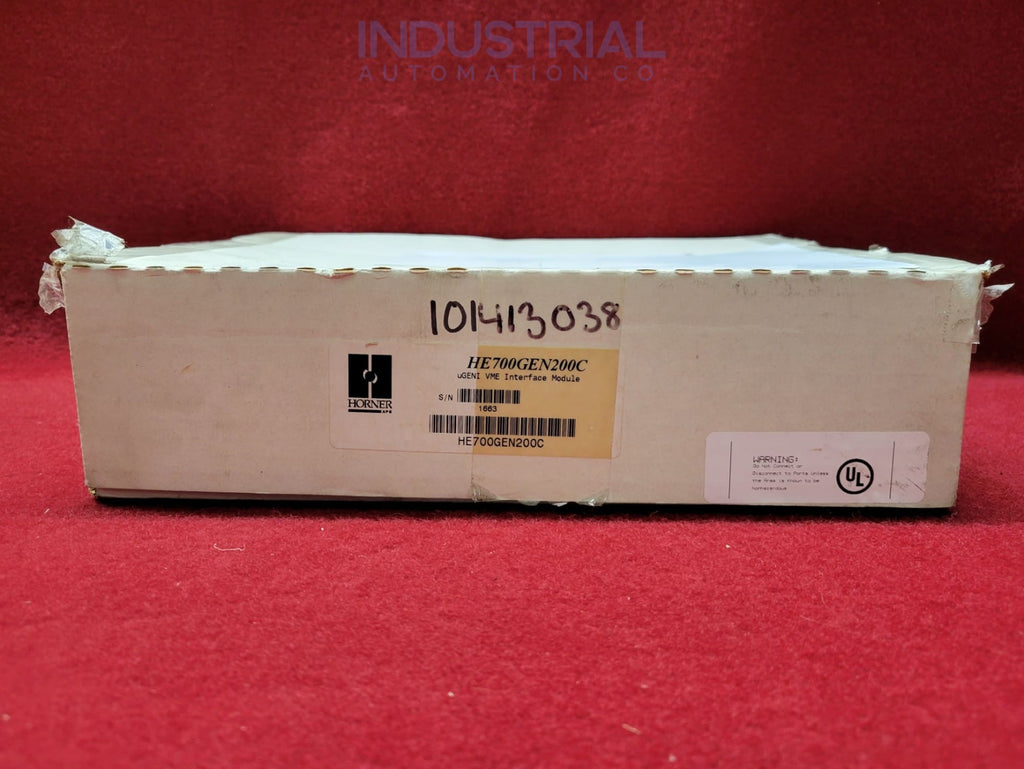 INDUSTRIAL
AUTOMATION CO
101413038
HE700GEN200C
uGENI VME Interface Module
HORNER
APG
S/N
1663
HE700GEN200C
WARNING:
Do Not Connect or
Disconnect to Ports Unless
the Area is Known to be
nonhazardous
UL